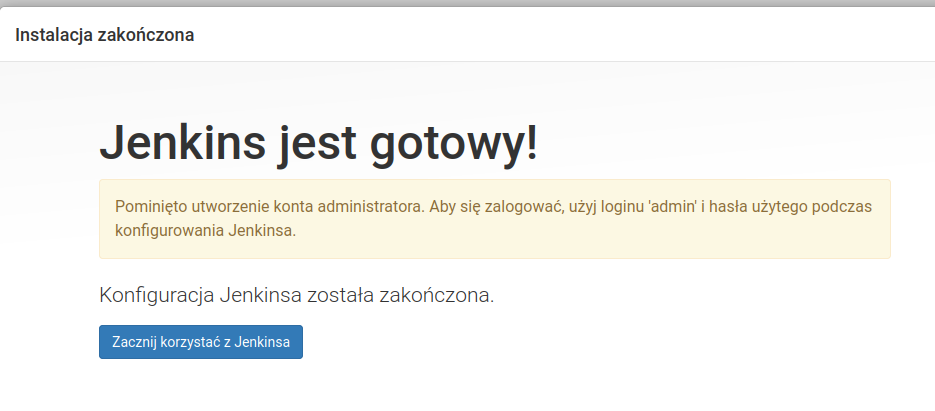 Instalacja zakończona
Jenkins jest gotowy!
Pominięto utworzenie konta administratora. Aby się zalogować, użyj loginu 'admin' i hasła użytego podczas
konfigurowania Jenkinsa.
Konfiguracja Jenkinsa została zakończona.
Zacznij korzystać z Jenkinsa